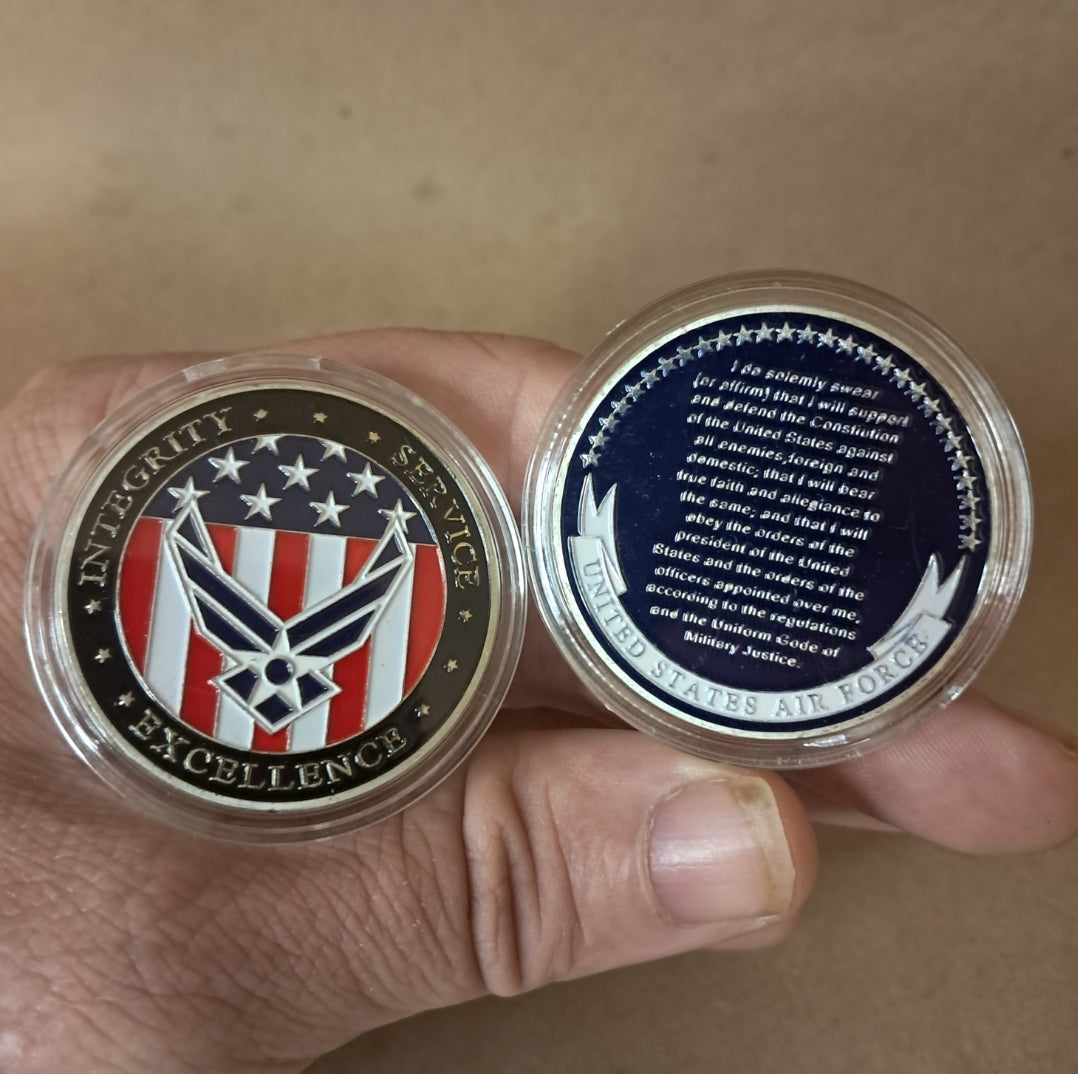 INTEGRITY
SERVICE
EXCELLENCE
I do solemly swear
(or affirm) that I will support
and defend the Constiution
of the United States against
all enemies, foreign and
domestic; that I will bear
true faith and allegiance to
the same; and that I will
obey the orders of the
president of the United
States and the orders of the
officers appointed over me,
according to the regulations
and the Uniform Code of
Military Justice.
UNITED STATES AIR FORCE